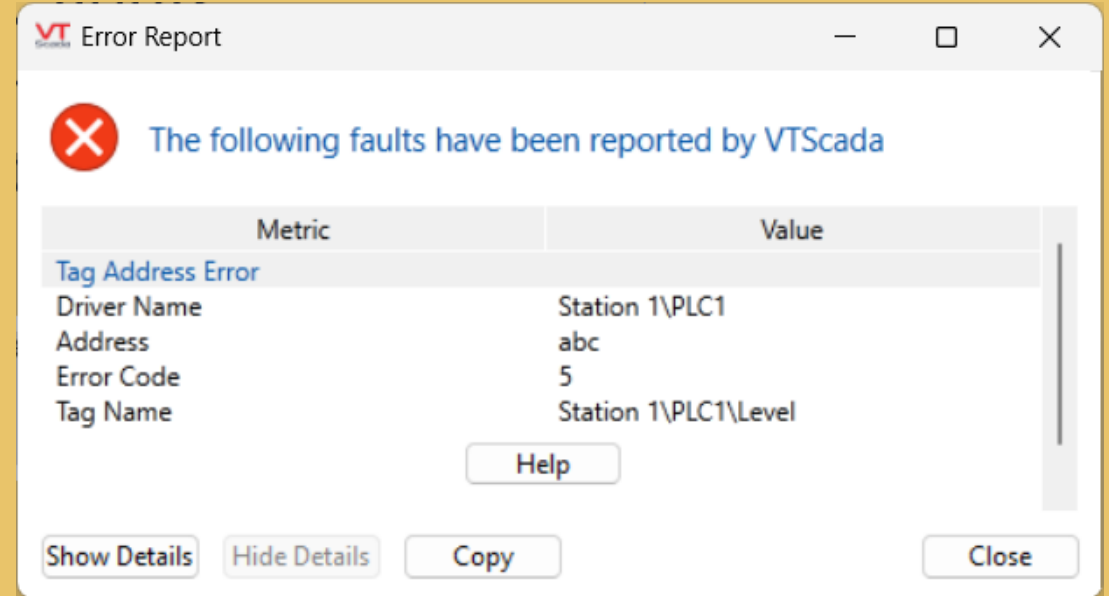 VT Scada Error Report
The following faults have been reported by VTScada
Metric Value
Tag Address Error
Driver Name Station 1\PLC1
Address abc
Error Code 5
Tag Name Station 1\PLC1\Level
Help
Show Details Hide Details Copy Close